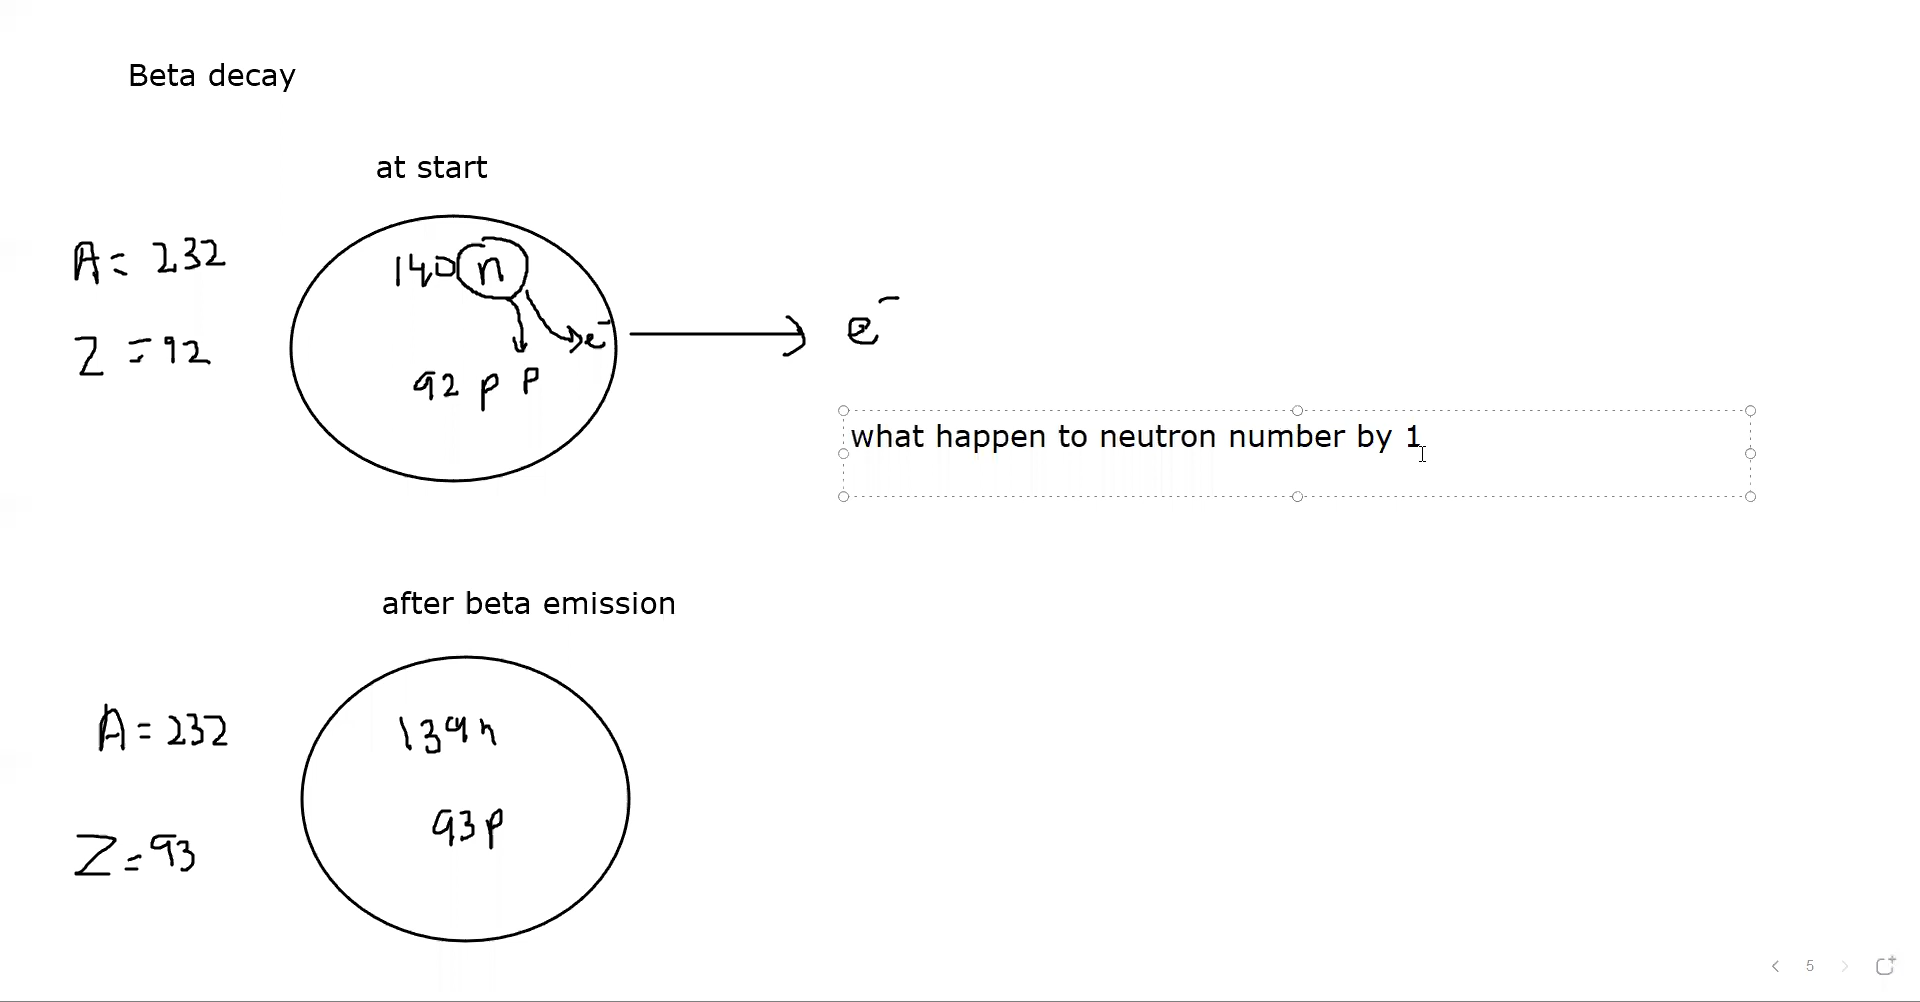 Beta decay
at start
A = 232
140 n
e⁻
e⁻
Z = 92
92 p p
what happen to neutron number by 1
after beta emission
A = 232
139 n
93 p
Z = 93
5